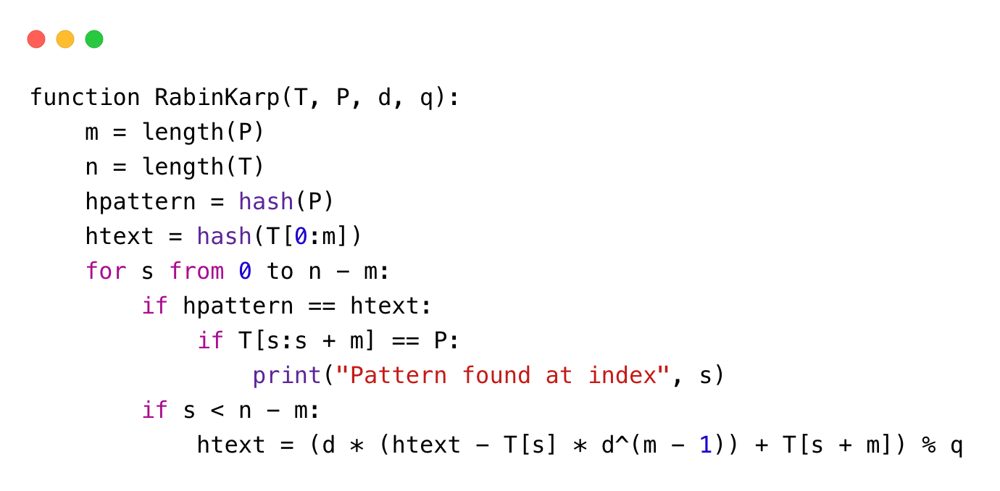 function RabinKarp(T, P, d, q):
    m = length(P)
    n = length(T)
    hpattern = hash(P)
    htext = hash(T[0:m])
    for s from 0 to n - m:
        if hpattern == htext:
            if T[s:s + m] == P:
                print("Pattern found at index", s)
        if s < n - m:
            htext = (d * (htext - T[s] * d^(m - 1)) + T[s + m]) % q